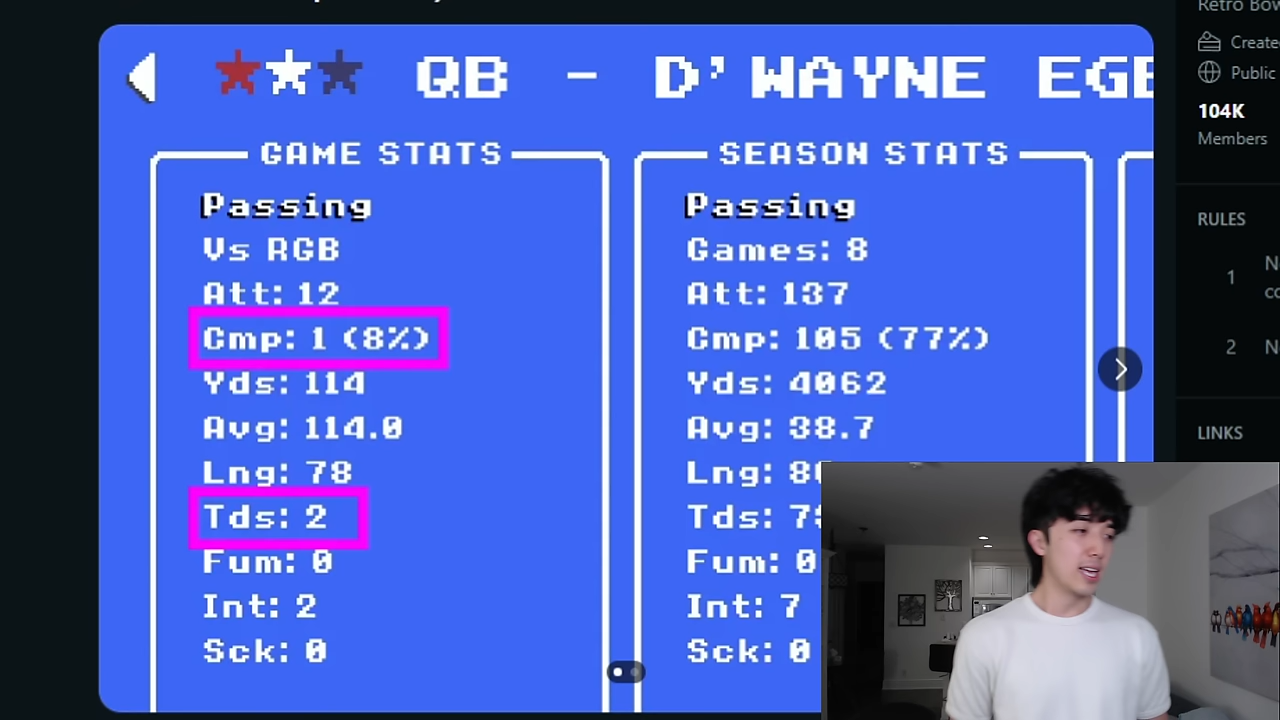 Retro Bow
QB - D'WAYNE EGE
Create
Public
104K
Members
GAME STATS
Passing
Vs RGB
Att: 12
Cmp: 1 (8%)
Yds: 114
Avg: 114.0
Lng: 78
Tds: 2
Fum: 0
Int: 2
Sck: 0
SEASON STATS
Passing
Games: 8
Att: 137
Cmp: 105 (77%)
Yds: 4062
Avg: 38.7
Lng:
Tds:
Fum: 0
Int: 7
Sck: 0
RULES
1
2
LINKS